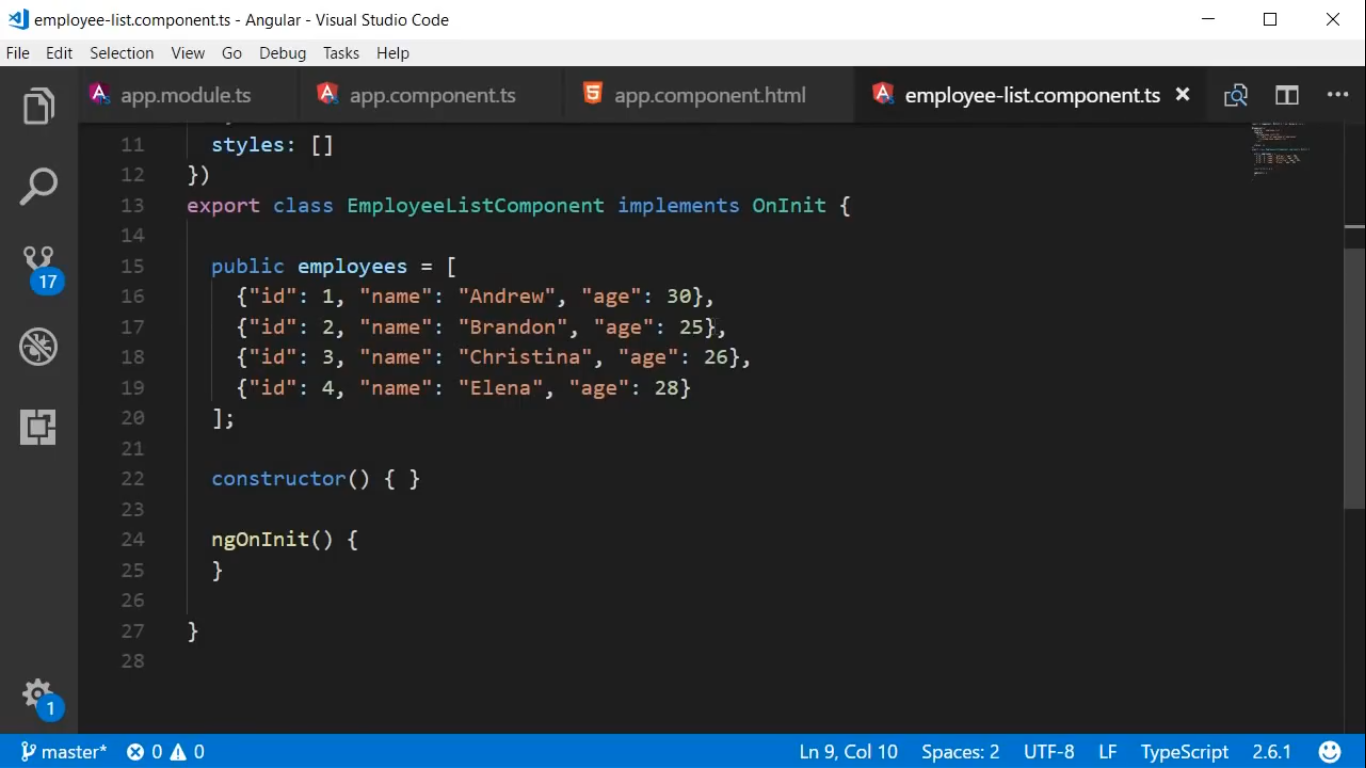 employee-list.component.ts - Angular - Visual Studio Code
File Edit Selection View Go Debug Tasks Help
app.module.ts app.component.ts app.component.html employee-list.component.ts
11 styles: []
12 })
13 export class EmployeeListComponent implements OnInit {
14
15 public employees = [
16 {"id": 1, "name": "Andrew", "age": 30},
17 {"id": 2, "name": "Brandon", "age": 25},
18 {"id": 3, "name": "Christina", "age": 26},
19 {"id": 4, "name": "Elena", "age": 28}
20 ];
21
22 constructor() { }
23
24 ngOnInit() {
25 }
26
27 }
28
17
1
master* 0 0 Ln 9, Col 10 Spaces: 2 UTF-8 LF TypeScript 2.6.1